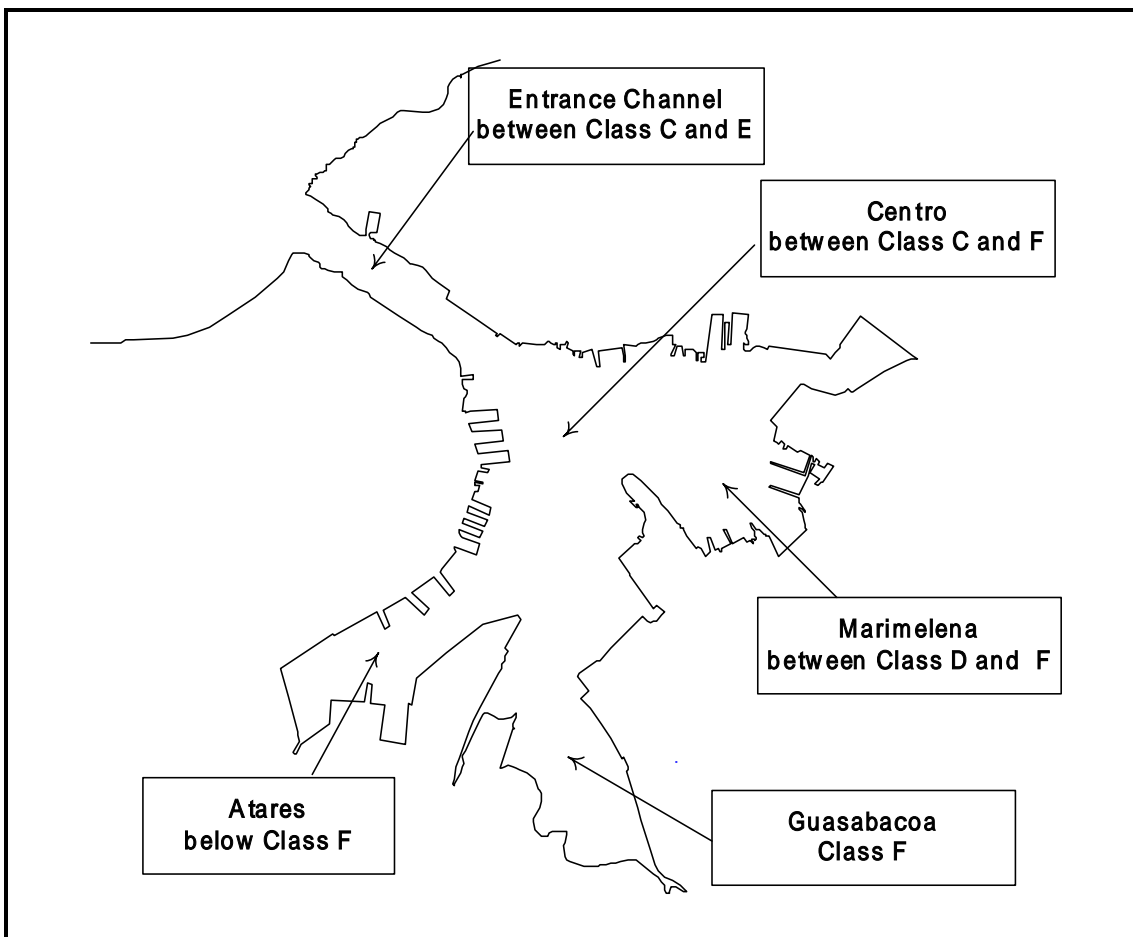 Entrance Channel
between Class C and E
Centro
between Class C and F
Marimelena
between Class D and F
Atares
below Class F
Guasabacoa
Class F